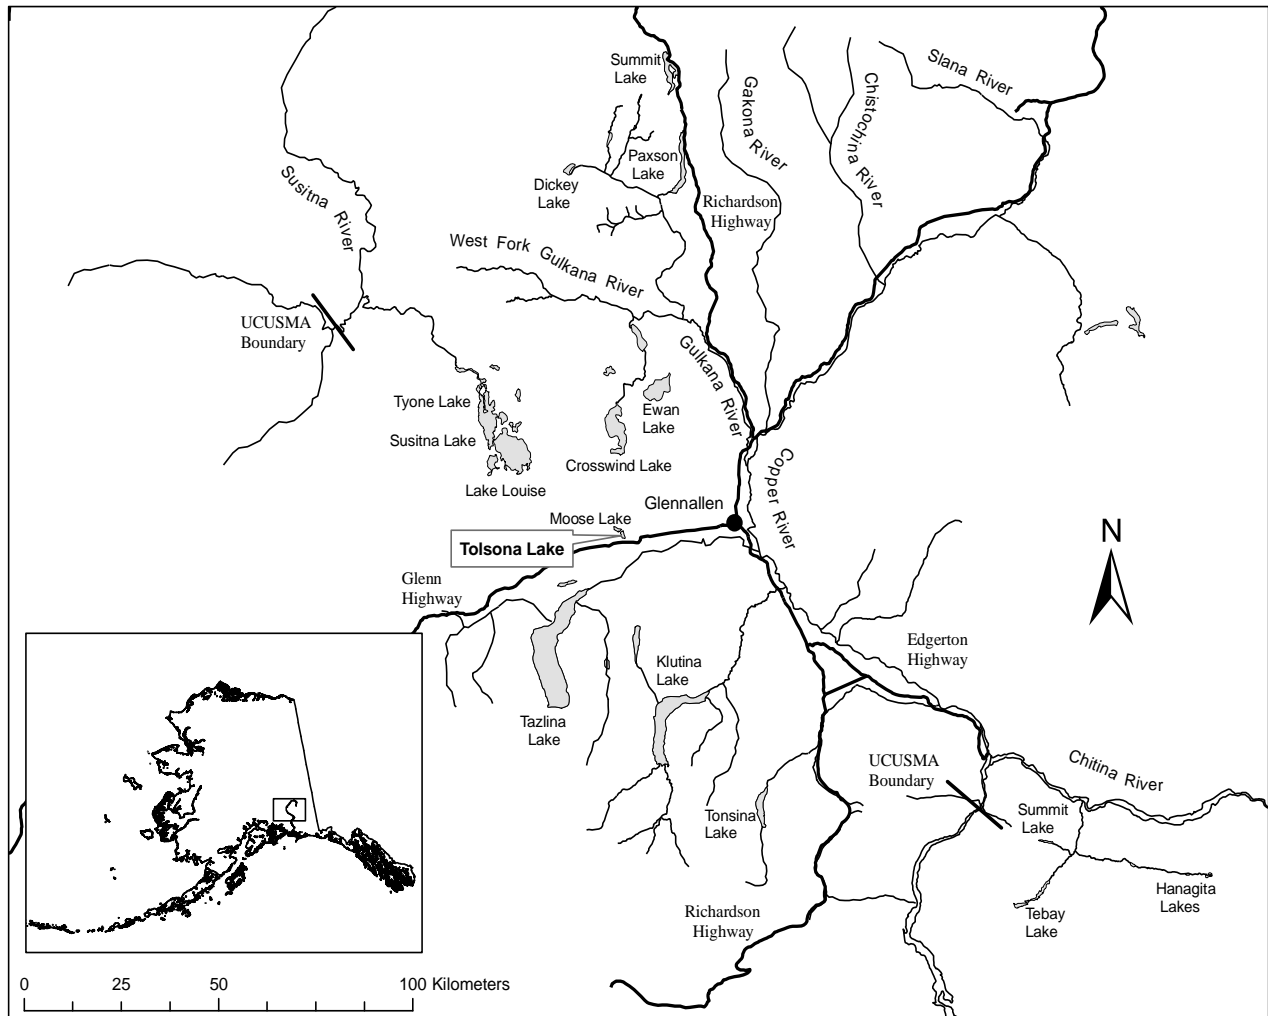 Summit
Lake
Slana River
Gakona River
Chistochina River
Paxson
Lake
Dickey
Lake
Richardson
Highway
Susitna River
West Fork Gulkana River
UCUSMA
Boundary
Gulkana River
Tyone Lake
Ewan
Lake
Susitna Lake
Crosswind Lake
Lake Louise
Copper River
Glennallen
Moose Lake
Tolsona Lake
N
Glenn
Highway
Edgerton
Highway
Klutina
Lake
Tazlina
Lake
UCUSMA
Boundary
Chitina River
Tonsina
Lake
Summit
Lake
Hanagita
Lakes
Tebay
Lake
Richardson
Highway
0 25 50 100 Kilometers